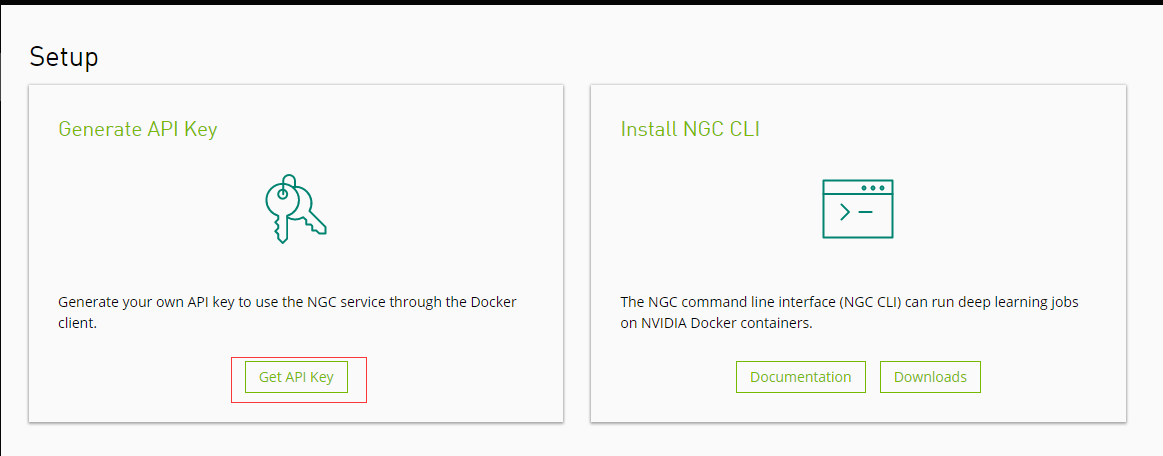 Setup
Generate API Key
Generate your own API key to use the NGC service through the Docker
client.
Get API Key
Install NGC CLI
The NGC command line interface (NGC CLI) can run deep learning jobs
on NVIDIA Docker containers.
Documentation
Downloads